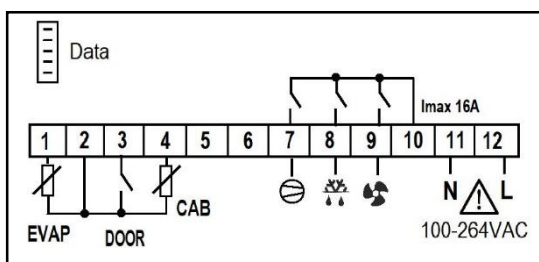 Data
Imax 16A
1 2 3 4 5 6 7 8 9 10 11 12
CAB
N L
EVAP DOOR 100-264VAC